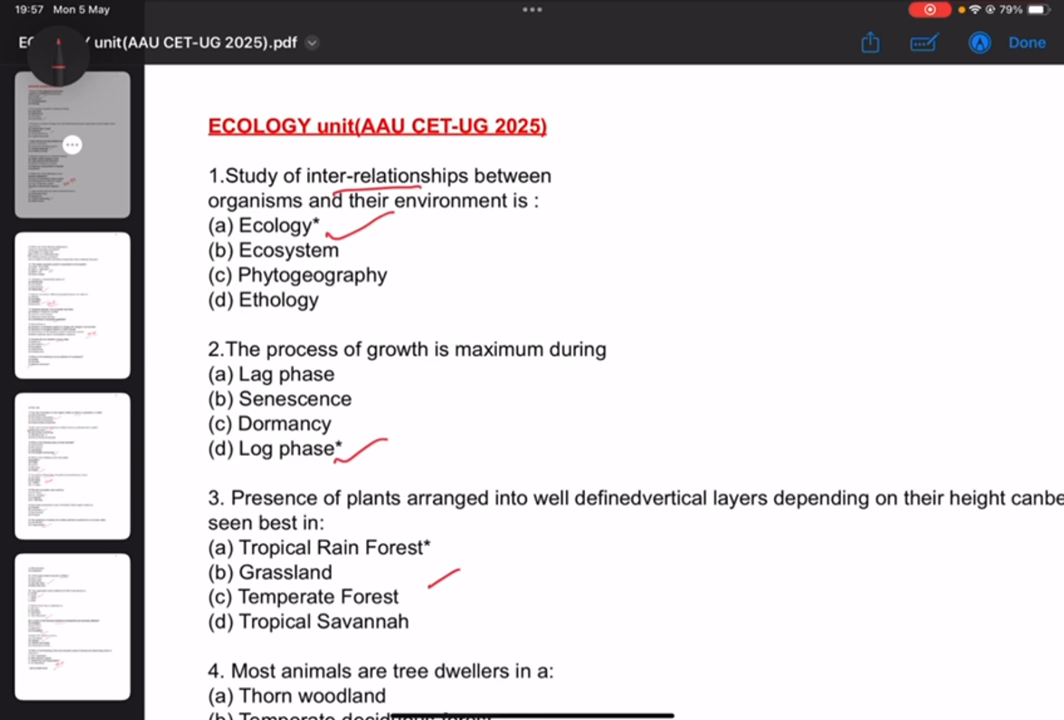 19:57 Mon 5 May
79%
unit(AAU CET-UG 2025).pdf
Done
ECOLOGY unit(AAU CET-UG 2025)
1.Study of inter-relationships between
organisms and their environment is :
(a) Ecology*
(b) Ecosystem
(c) Phytogeography
(d) Ethology
2.The process of growth is maximum during
(a) Lag phase
(b) Senescence
(c) Dormancy
(d) Log phase*
3. Presence of plants arranged into well definedvertical layers depending on their height canbe
seen best in:
(a) Tropical Rain Forest*
(b) Grassland
(c) Temperate Forest
(d) Tropical Savannah
4. Most animals are tree dwellers in a:
(a) Thorn woodland